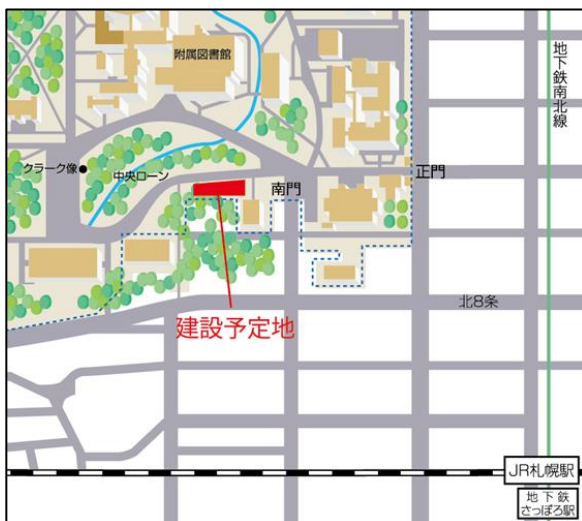 附属図書館
地下鉄南北線
クラーク像
中央ローン
南門
正門
北8条
建設予定地
JR札幌駅
地下鉄
さっぽろ駅